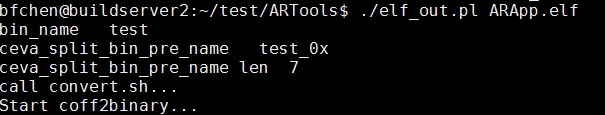 bfchen@buildserver2:~/test/ARTools$ ./elf_out.pl ARApp.elf
bin_name   test
ceva_split_bin_pre_name   test_0x
ceva_split_bin_pre_name len  7
call convert.sh...
Start coff2binary...